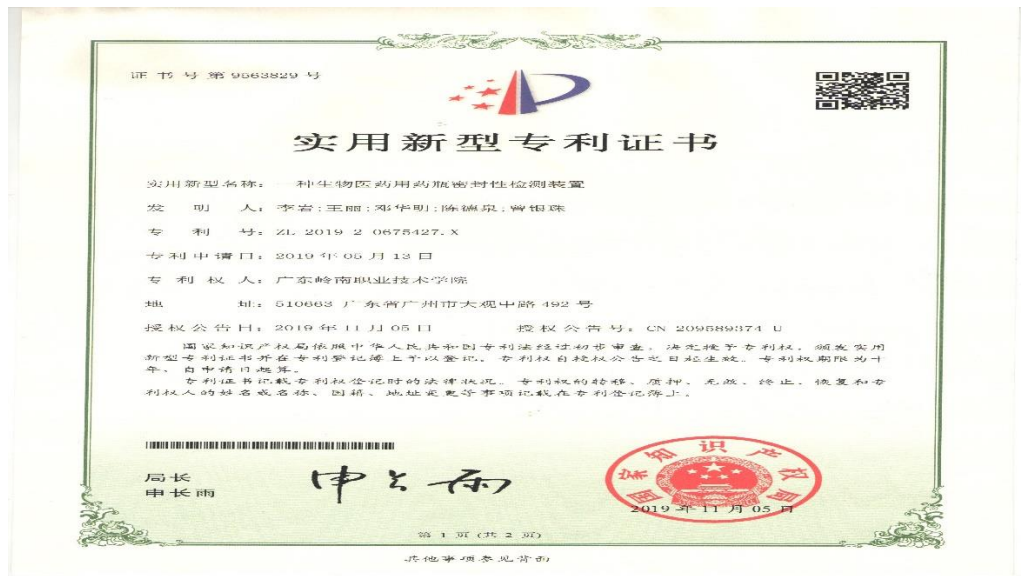 证书号第9563829号
实用新型专利证书
实用新型名称：一种生物医药用药瓶密封性检测装置
发明人：李岩;王丽;邓华明;陈德泉;曾银珠
专利号：ZL 2019 2 0675427.X
专利申请日：2019年05月13日
专利权人：广东岭南职业技术学院
地址：510663 广东省广州市大观中路492号
授权公告日：2019年11月05日 授权公告号：CN 209589374 U
国家知识产权局依照中华人民共和国专利法经过初步审查，决定授予专利权，颁发实用
新型专利证书并在专利登记簿上予以登记。专利权自授权公告之日起生效。专利权期限为十
年，自申请日起算。
专利证书记载专利权登记时的法律状况。专利权的转移、质押、无效、终止、恢复和专
利权人的姓名或名称、国籍、地址变更等事项记载在专利登记簿上。
局长
申长雨
申长雨
国家知识产权局
2019年11月05日
第 1 页 (共 2 页)
其他事项参见背面